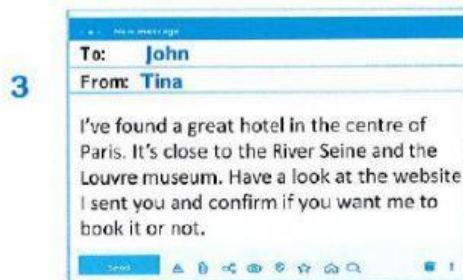 New message
To: John
From: Tina
3
I've found a great hotel in the centre of
Paris. It's close to the River Seine and the
Louvre museum. Have a look at the website
I sent you and confirm if you want me to
book it or not.
Send